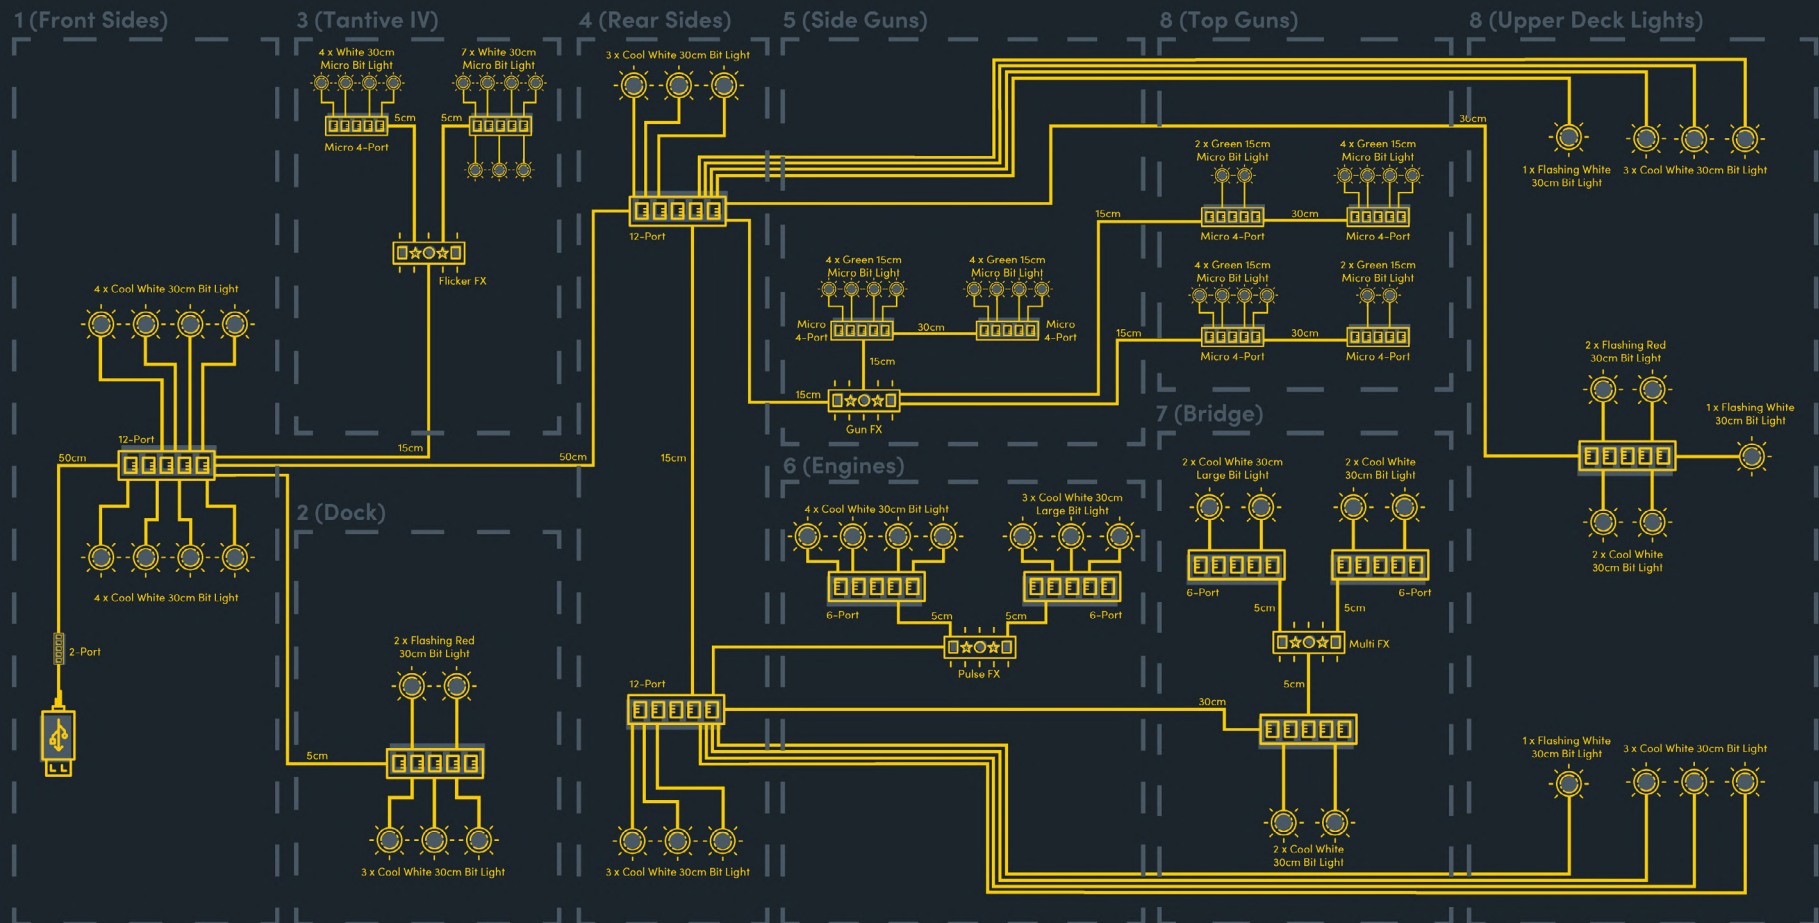 1 (Front Sides)
3 (Tantive IV)
4 (Rear Sides)
5 (Side Guns)
8 (Top Guns)
8 (Upper Deck Lights)
4 x White 30cm
Micro Bit Light
7 x White 30cm
Micro Bit Light
5cm
5cm
Micro 4-Port
Flicker FX
15cm
4 x Cool White 30cm Bit Light
12-Port
50cm
50cm
4 x Cool White 30cm Bit Light
2-Port
2 (Dock)
2 x Flashing Red
30cm Bit Light
5cm
3 x Cool White 30cm Bit Light
3 x Cool White 30cm Bit Light
12-Port
15cm
12-Port
3 x Cool White 30cm Bit Light
4 x Green 15cm
Micro Bit Light
4 x Green 15cm
Micro Bit Light
Micro
4-Port
30cm
Micro
4-Port
15cm
15cm
Gun FX
6 (Engines)
4 x Cool White 30cm Bit Light
3 x Cool White 30cm
Large Bit Light
6-Port
5cm
5cm
6-Port
Pulse FX
30cm
2 x Green 15cm
Micro Bit Light
4 x Green 15cm
Micro Bit Light
15cm
30cm
Micro 4-Port
Micro 4-Port
4 x Green 15cm
Micro Bit Light
2 x Green 15cm
Micro Bit Light
15cm
30cm
Micro 4-Port
Micro 4-Port
7 (Bridge)
2 x Cool White 30cm
Large Bit Light
2 x Cool White
30cm Bit Light
6-Port
6-Port
5cm
5cm
Multi FX
5cm
30cm
2 x Cool White
30cm Bit Light
1 x Flashing White
30cm Bit Light
3 x Cool White 30cm Bit Light
2 x Flashing Red
30cm Bit Light
1 x Flashing White
30cm Bit Light
2 x Cool White
30cm Bit Light
1 x Flashing White
30cm Bit Light
3 x Cool White 30cm Bit Light